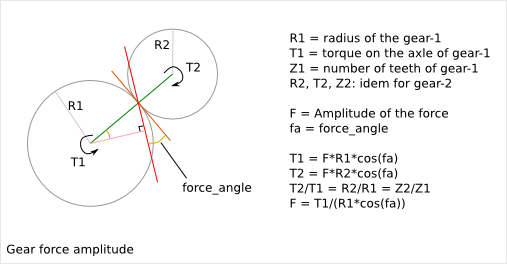 R2
T2
R1
T1
force_angle
Gear force amplitude
R1 = radius of the gear-1
T1 = torque on the axle of gear-1
Z1 = number of teeth of gear-1
R2, T2, Z2: idem for gear-2
F = Amplitude of the force
fa = force_angle
T1 = F*R1*cos(fa)
T2 = F*R2*cos(fa)
T2/T1 = R2/R1 = Z2/Z1
F = T1/(R1*cos(fa))